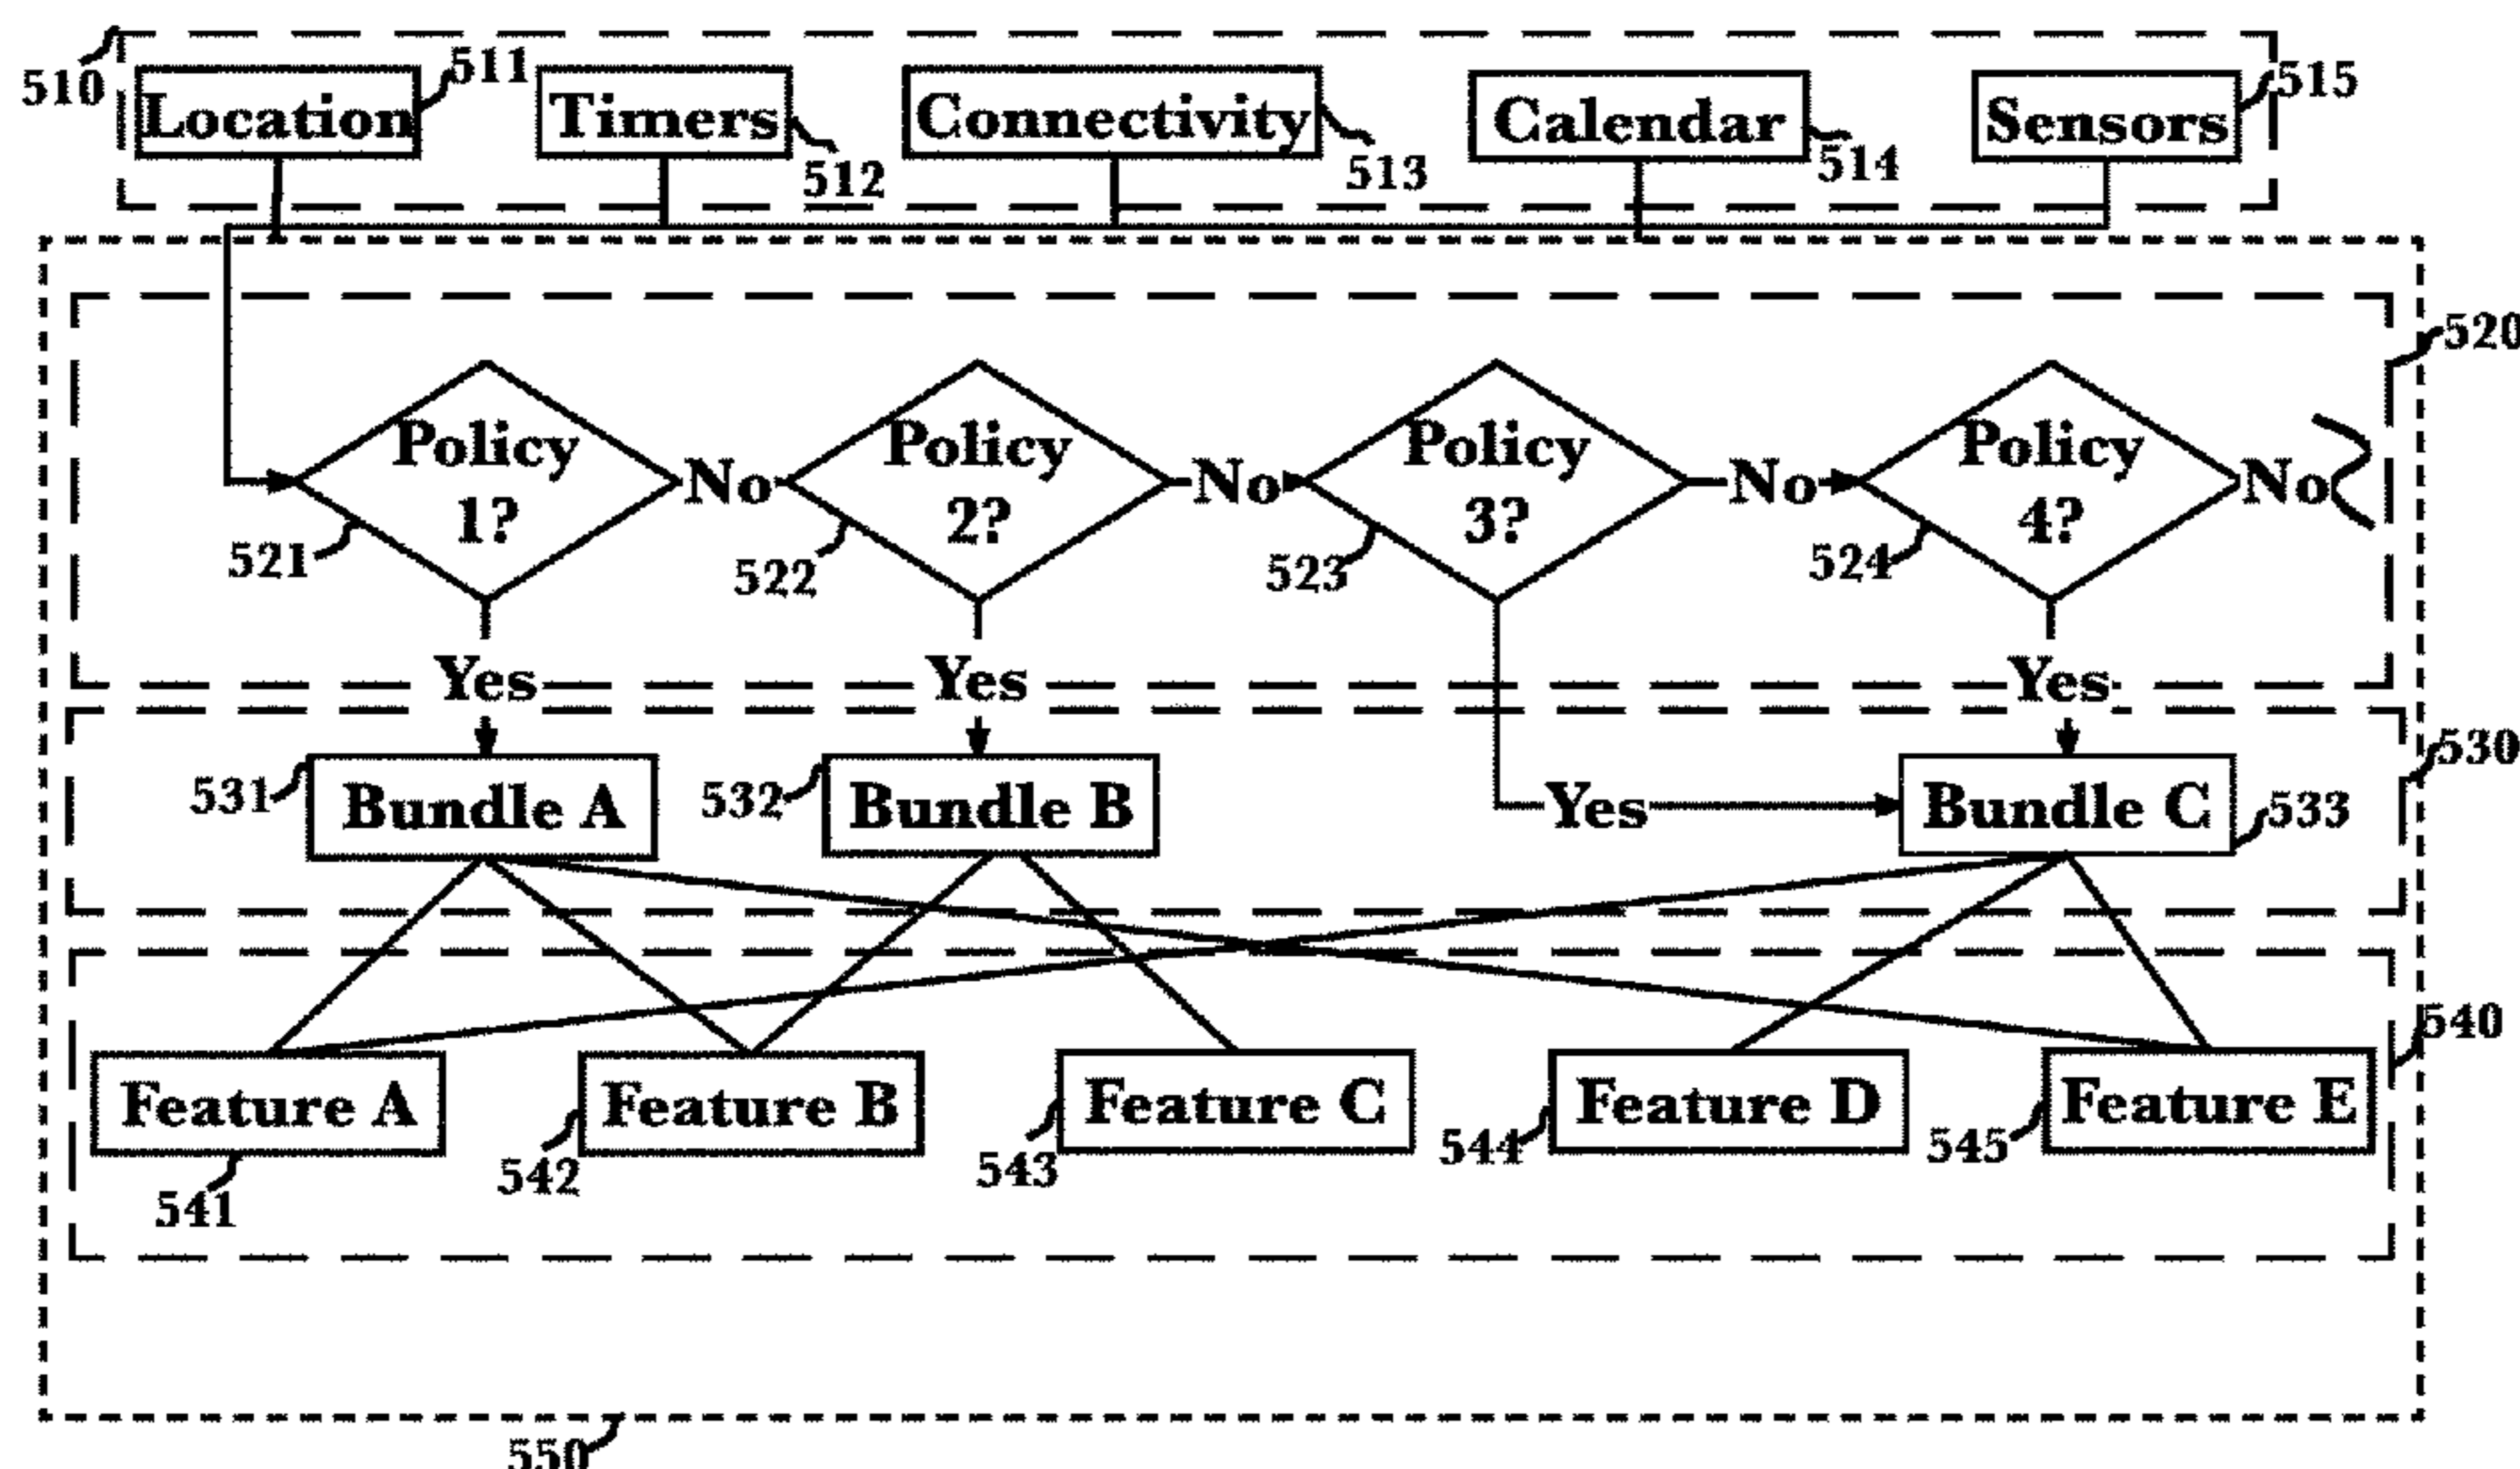 510
Location
511
Timers
512
Connectivity
513
Calendar
514
Sensors
515
520
Policy
1?
521
No
Policy
2?
522
No
Policy
3?
523
No
Policy
4?
524
No
Yes
Yes
Yes
530
531
Bundle A
532
Bundle B
Yes
Bundle C
533
540
Feature A
541
Feature B
542
Feature C
543
Feature D
544
Feature E
545
550